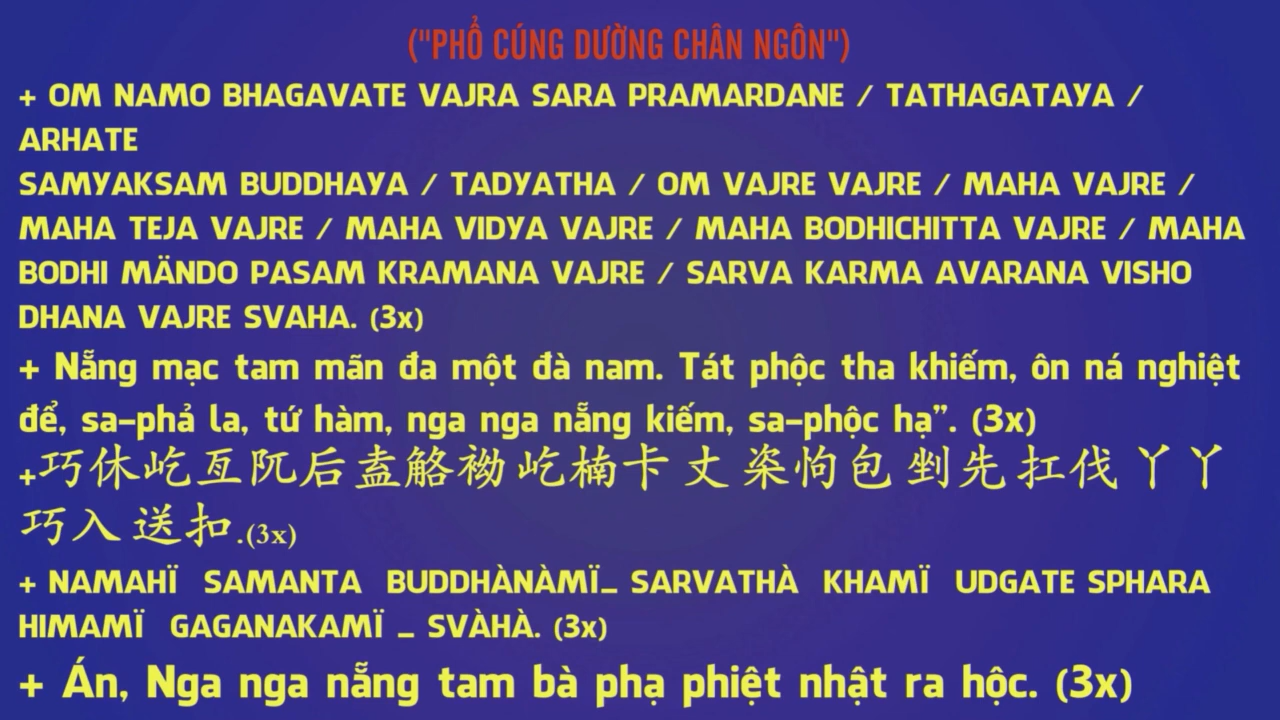 ("PHỔ CÚNG DƯỜNG CHÂN NGÔN")
+ OM NAMO BHAGAVATE VAJRA SARA PRAMARDANE / TATHAGATAYA /
ARHATE
SAMYAKSAM BUDDHAYA / TADYATHA / OM VAJRE VAJRE / MAHA VAJRE /
MAHA TEJA VAJRE / MAHA VIDYA VAJRE / MAHA BODHICHITTA VAJRE / MAHA
BODHI MÄNDO PASAM KRAMANA VAJRE / SARVA KARMA AVARANA VISHO
DHANA VAJRE SVAHA. (3x)
+ Nẵng mạc tam mãn đa một đà nam. Tát phộc tha khiếm, ôn ná nghiệt
để, sa-phả la, tứ hàm, nga nga nẵng kiếm, sa-phộc hạ”. (3x)
+巧休屹亙阢后盍觡袎屹楠卡丈栥怐包剉先扛伐丫丫
巧入送扣.(3x)
+ NAMAHÏ SAMANTA BUDDHÀNÀMÏ_ SARVATHÀ KHAMÏ UDGATE SPHARA
HIMAMÏ GAGANAKAMÏ _ SVÀHÀ. (3x)
+ Án, Nga nga nẵng tam bà phạ phiệt nhật ra hộc. (3x)